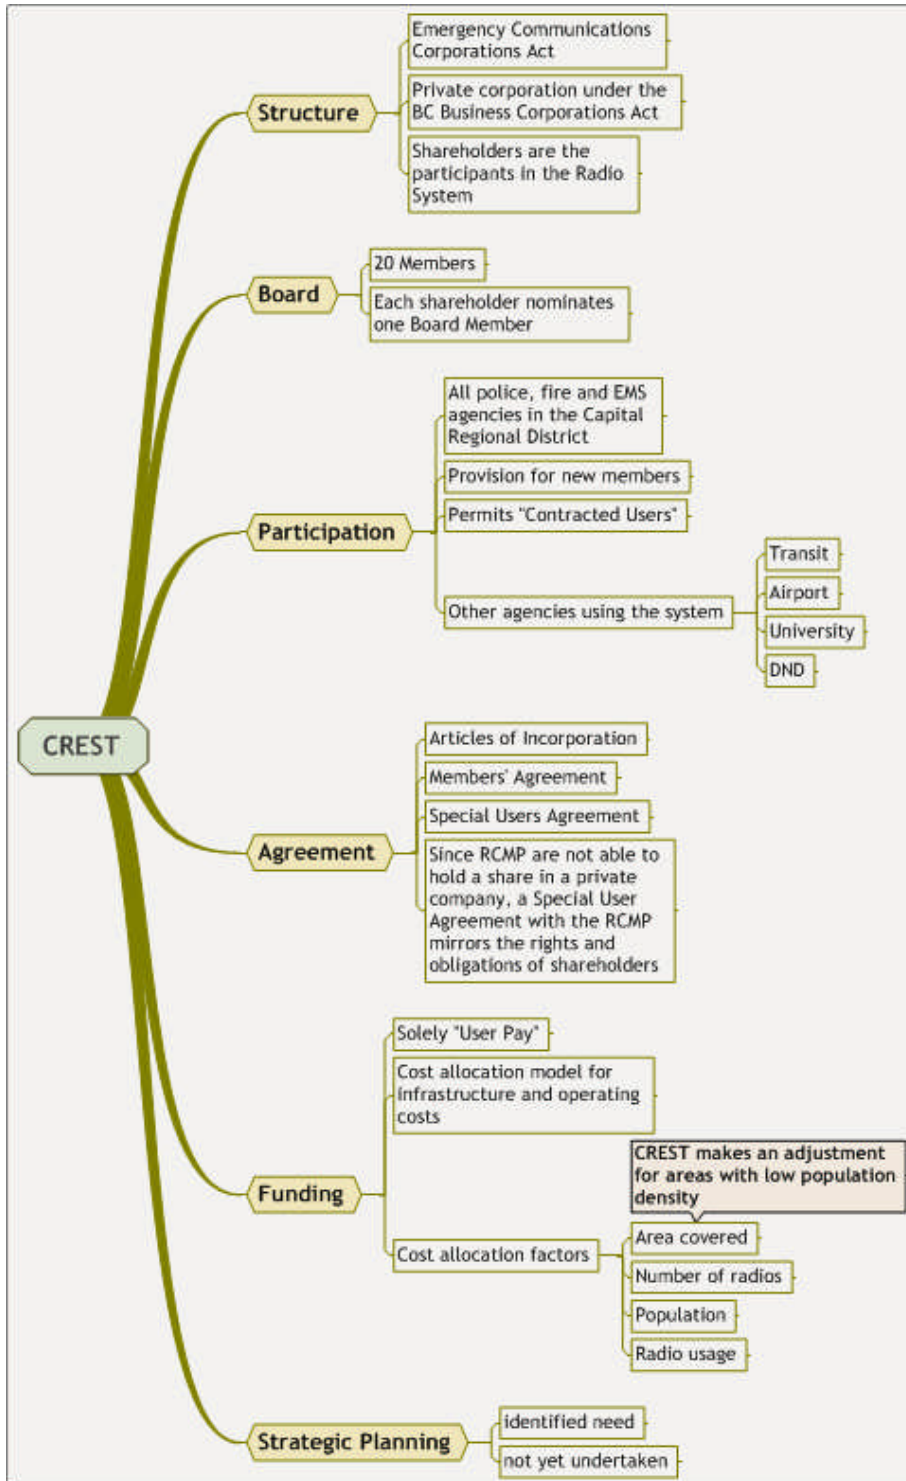 Emergency Communications
Corporations Act
Private corporation under the
BC Business Corporations Act
Structure
Shareholders are the
participants in the Radio
System
20 Members
Board
Each shareholder nominates
one Board Member
All police, fire and EMS
agencies in the Capital
Regional District
Provision for new members
Permits "Contracted Users"
Participation
Transit
Airport
Other agencies using the system
University
DND
CREST
Articles of Incorporation
Members' Agreement
Special Users Agreement
Agreement
Since RCMP are not able to
hold a share in a private
company, a Special User
Agreement with the RCMP
mirrors the rights and
obligations of shareholders
Solely "User Pay"
Cost allocation model for
infrastructure and operating
costs
Funding
CREST makes an adjustment
for areas with low population
density
Cost allocation factors
Area covered
Number of radios
Population
Radio usage
Strategic Planning
identified need
not yet undertaken